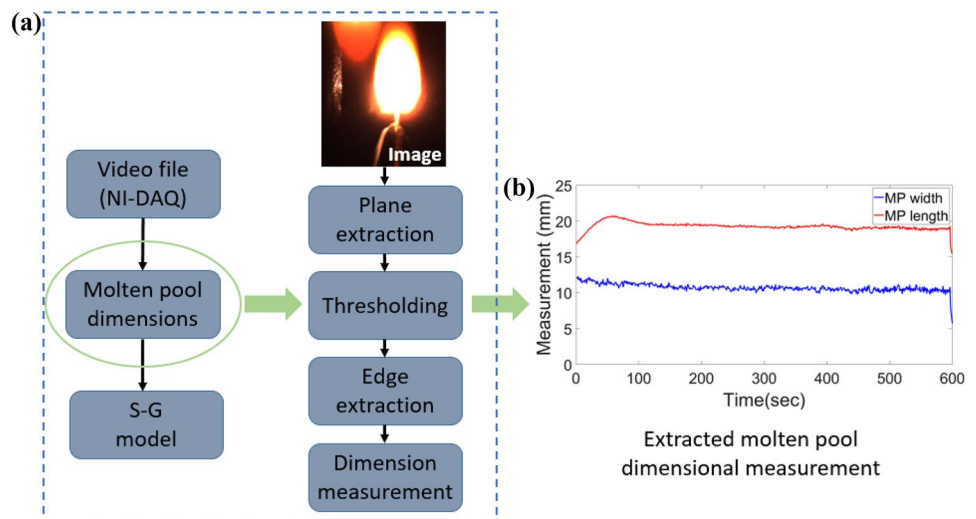 (a)
Video file
(NI-DAQ)
Molten pool
dimensions
S-G
model
Image
Plane
extraction
Thresholding
Edge
extraction
Dimension
measurement
(b)
MP width
MP length
Measurement (mm)
25
20
15
10
5
0
0 100 200 300 400 500 600
Time(sec)
Extracted molten pool
dimensional measurement